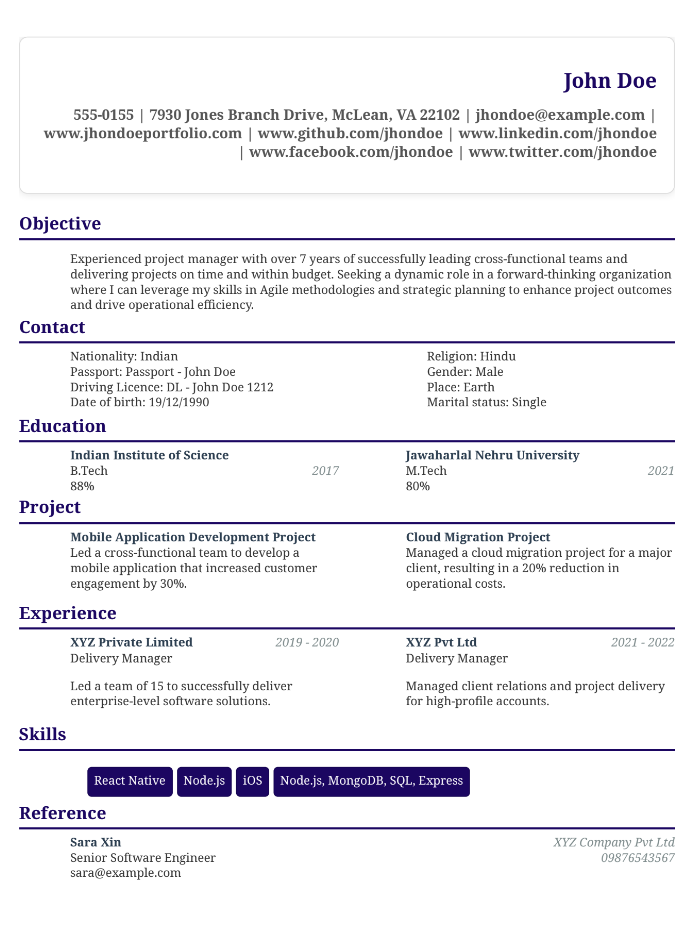 John Doe
555-0155 | 7930 Jones Branch Drive, McLean, VA 22102 | jhondoe@example.com |
www.jhondoeportfolio.com | www.github.com/jhondoe | www.linkedin.com/jhondoe
| www.facebook.com/jhondoe | www.twitter.com/jhondoe
Objective
Experienced project manager with over 7 years of successfully leading cross-functional teams and
delivering projects on time and within budget. Seeking a dynamic role in a forward-thinking organization
where I can leverage my skills in Agile methodologies and strategic planning to enhance project outcomes
and drive operational efficiency.
Contact
Nationality: Indian
Passport: Passport - John Doe
Driving Licence: DL - John Doe 1212
Date of birth: 19/12/1990
Religion: Hindu
Gender: Male
Place: Earth
Marital status: Single
Education
Indian Institute of Science
B.Tech 2017
88%
Jawaharlal Nehru University
M.Tech 2021
80%
Project
Mobile Application Development Project
Led a cross-functional team to develop a
mobile application that increased customer
engagement by 30%.
Cloud Migration Project
Managed a cloud migration project for a major
client, resulting in a 20% reduction in
operational costs.
Experience
XYZ Private Limited 2019 - 2020
Delivery Manager
Led a team of 15 to successfully deliver
enterprise-level software solutions.
XYZ Pvt Ltd 2021 - 2022
Delivery Manager
Managed client relations and project delivery
for high-profile accounts.
Skills
React Native Node.js iOS Node.js, MongoDB, SQL, Express
Reference
Sara Xin XYZ Company Pvt Ltd
Senior Software Engineer 09876543567
sara@example.com